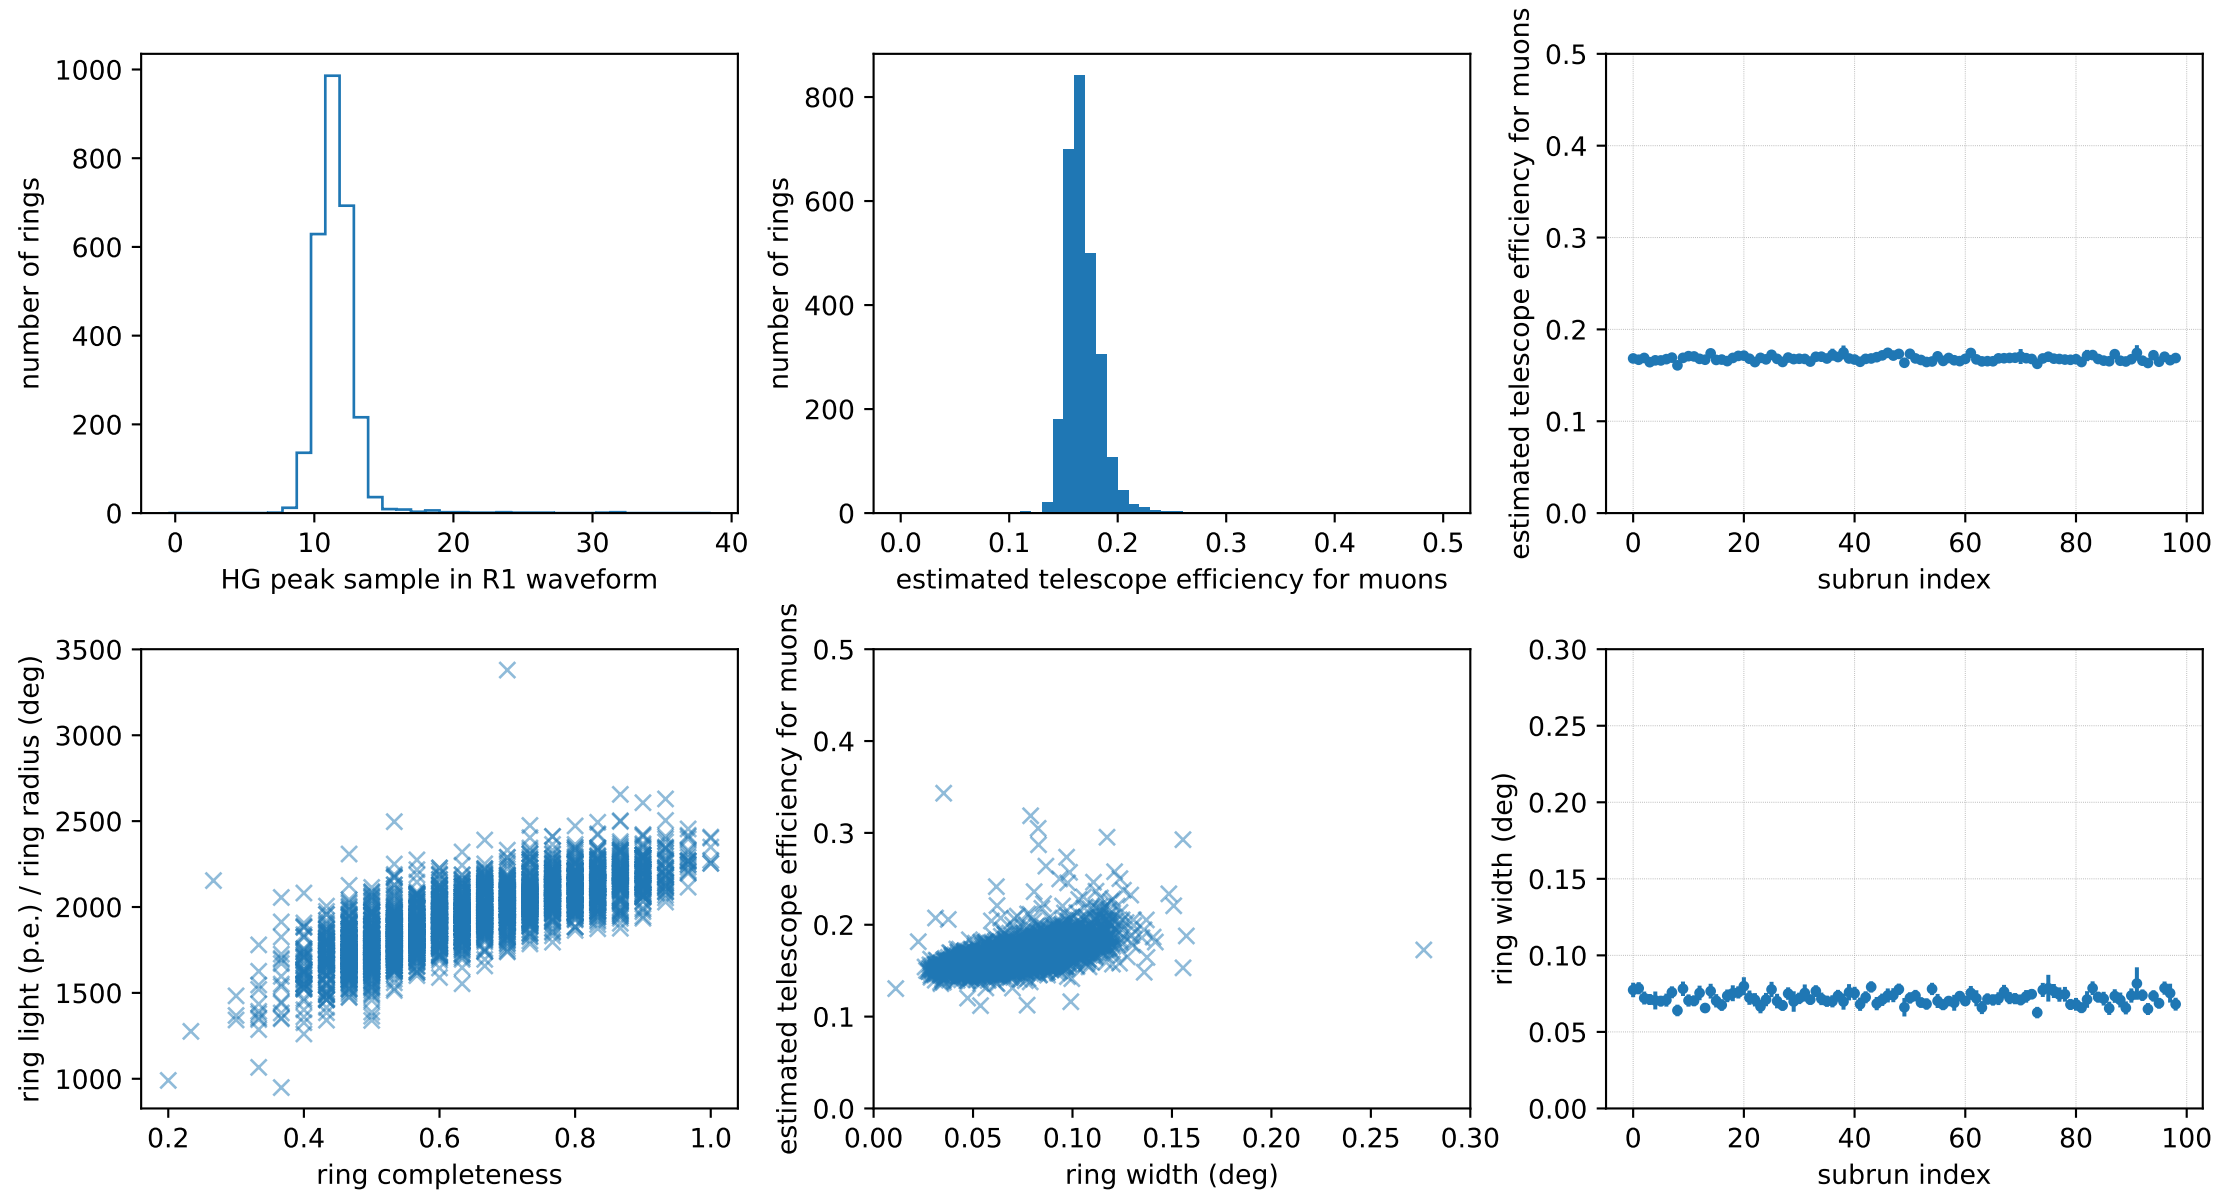 1000
800
600
400
200
0
number of rings
0 10 20 30 40
HG peak sample in R1 waveform
800
600
400
200
0
number of rings
0.0 0.1 0.2 0.3 0.4 0.5
estimated telescope efficiency for muons
0.5
0.4
0.3
0.2
0.1
0.0
estimated telescope efficiency for muons
0 20 40 60 80 100
subrun index
3500
3000
2500
2000
1500
1000
ring light (p.e.) / ring radius (deg)
0.2 0.4 0.6 0.8 1.0
ring completeness
0.5
0.4
0.3
0.2
0.1
0.0
estimated telescope efficiency for muons
0.00 0.05 0.10 0.15 0.20 0.25 0.30
ring width (deg)
0.30
0.25
0.20
0.15
0.10
0.05
0.00
ring width (deg)
0 20 40 60 80 100
subrun index